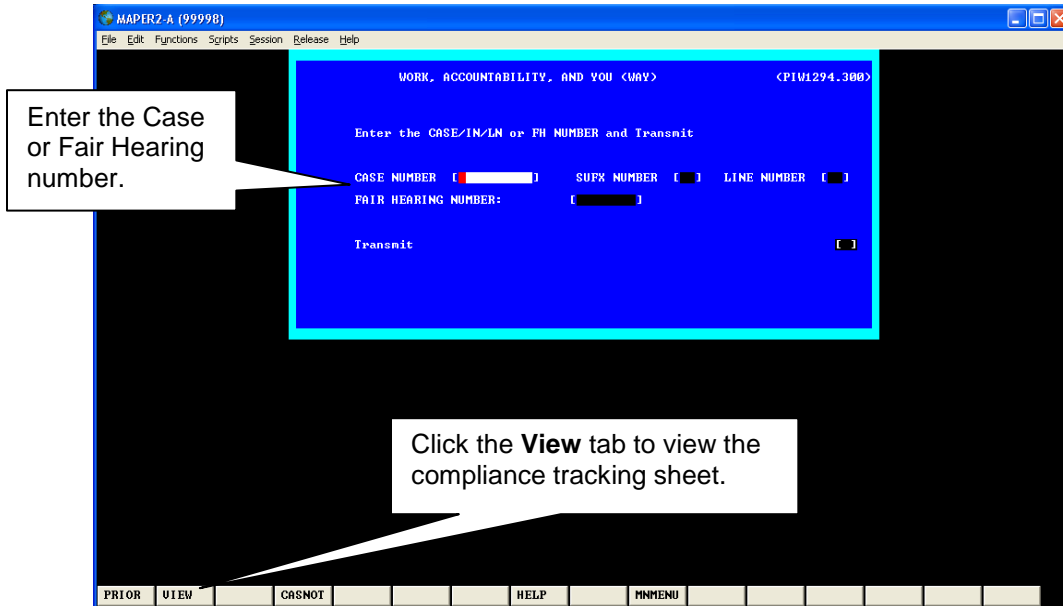 MAPER2-A (99998)
File Edit Functions Scripts Session Release Help
WORK, ACCOUNTABILITY, AND YOU (WAY) (PIW1294.300)
Enter the Case
or Fair Hearing
number.
Enter the CASE/IN/LN or FH NUMBER and Transmit
CASE NUMBER [ ] SUFX NUMBER [ ] LINE NUMBER [ ]
FAIR HEARING NUMBER: [ ]
Transmit [ ]
Click the View tab to view the
compliance tracking sheet.
PRIOR VIEW CASNOT HELP MNMENU